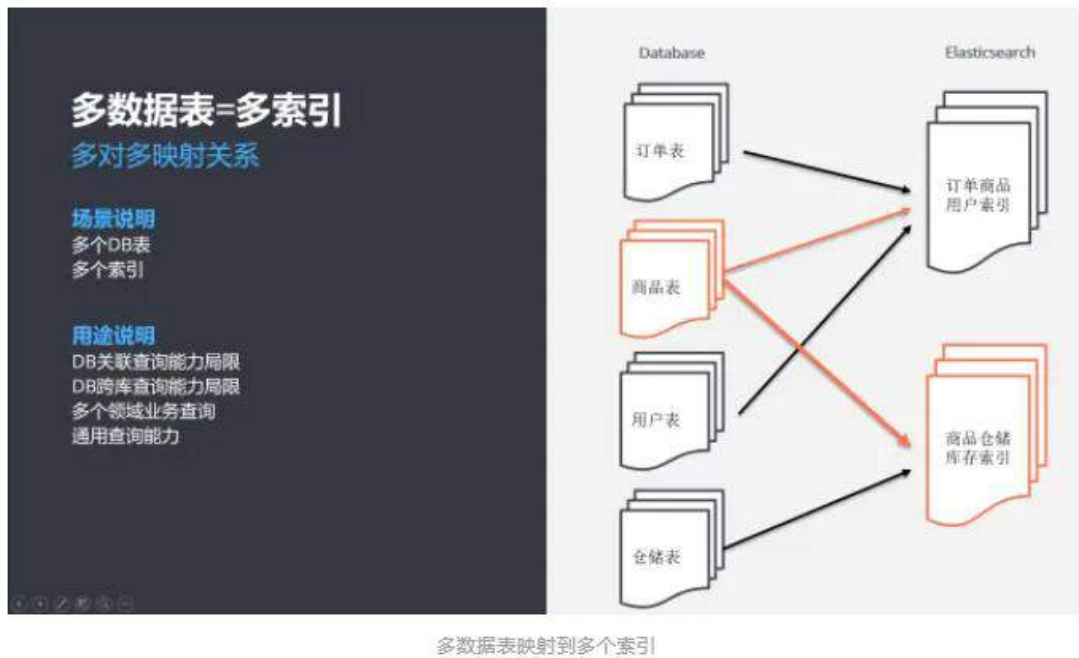 多数据表=多索引
多对多映射关系
场景说明
多个DB表
多个索引
用途说明
DB关联查询能力局限
DB跨库查询能力局限
多个领域业务查询
通用查询能力
Database
Elasticsearch
订单表
商品表
用户表
仓储表
订单商品
用户索引
商品仓储
库存索引
多数据表映射到多个索引